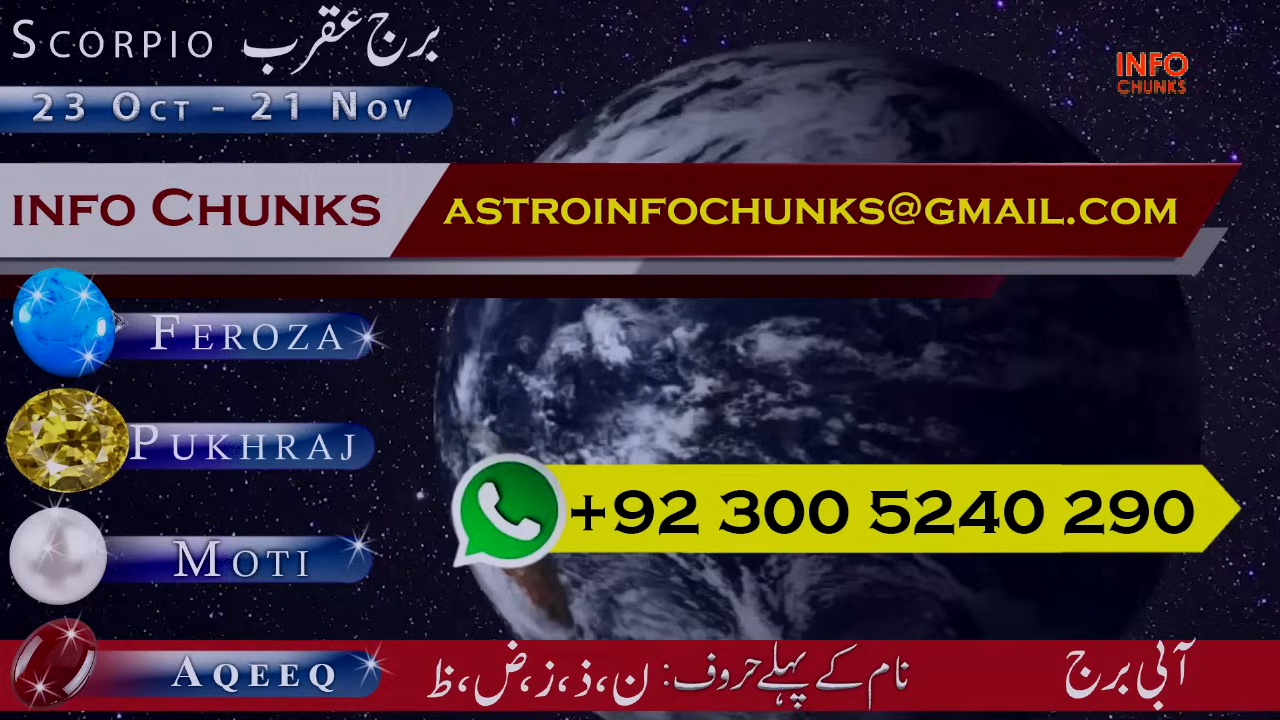 SCORPIO برج عقرب
23 OCT - 21 NOV
INFO
CHUNKS
INFO CHUNKS
ASTROINFOCHUNKS@GMAIL.COM
FEROZA
PUKHRAJ
MOTI
+92 300 5240 290
AQEEQ
نام کے پہلے حروف: ن، ذ، ز، ض، ظ
آبی برج